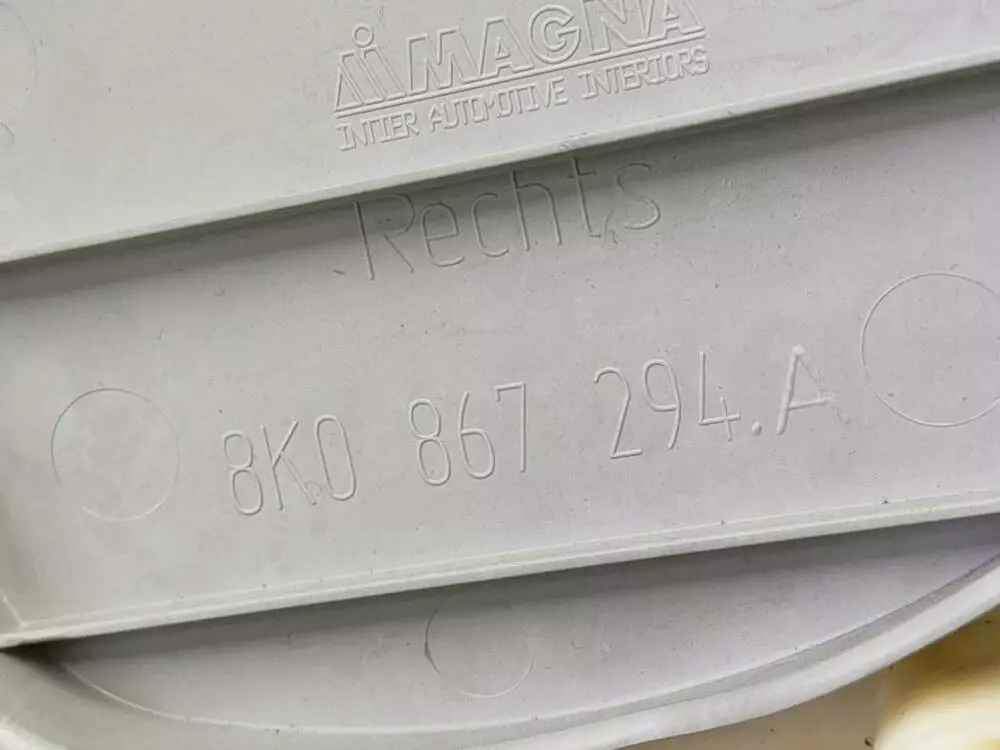 MAGNA
INTIER AUTOMOTIVE INTERIORS
Rechts
8K0 867 294.A